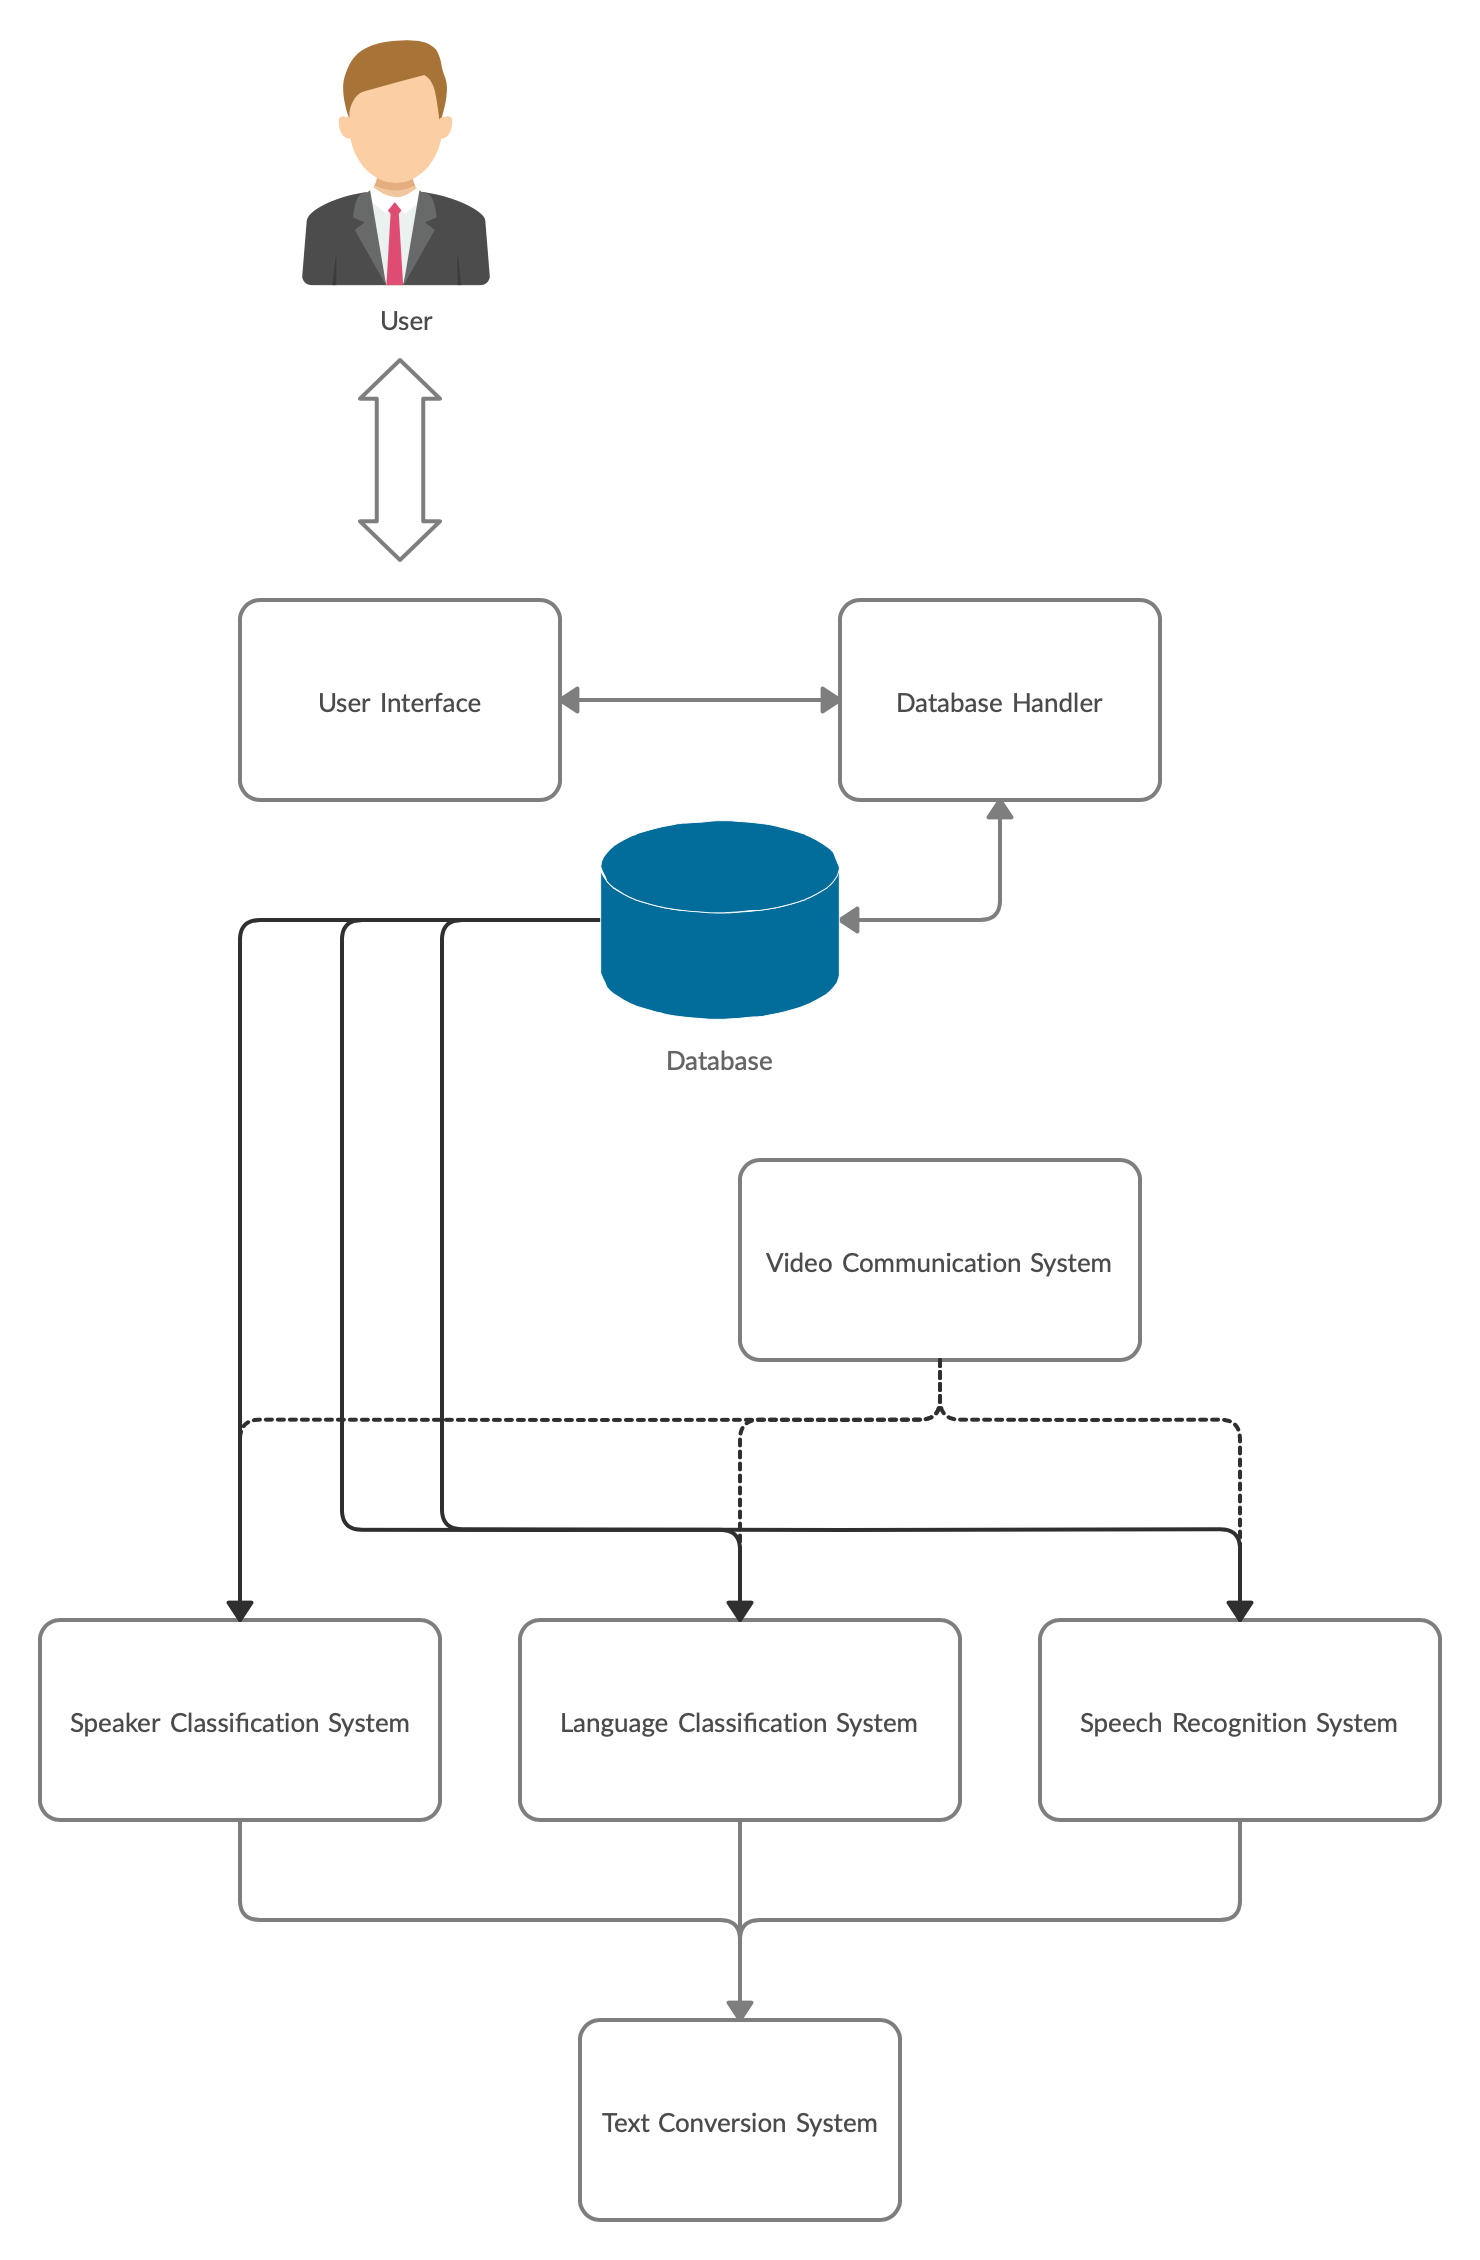 User
User Interface
Database Handler
Database
Video Communication System
Speaker Classification System
Language Classification System
Speech Recognition System
Text Conversion System